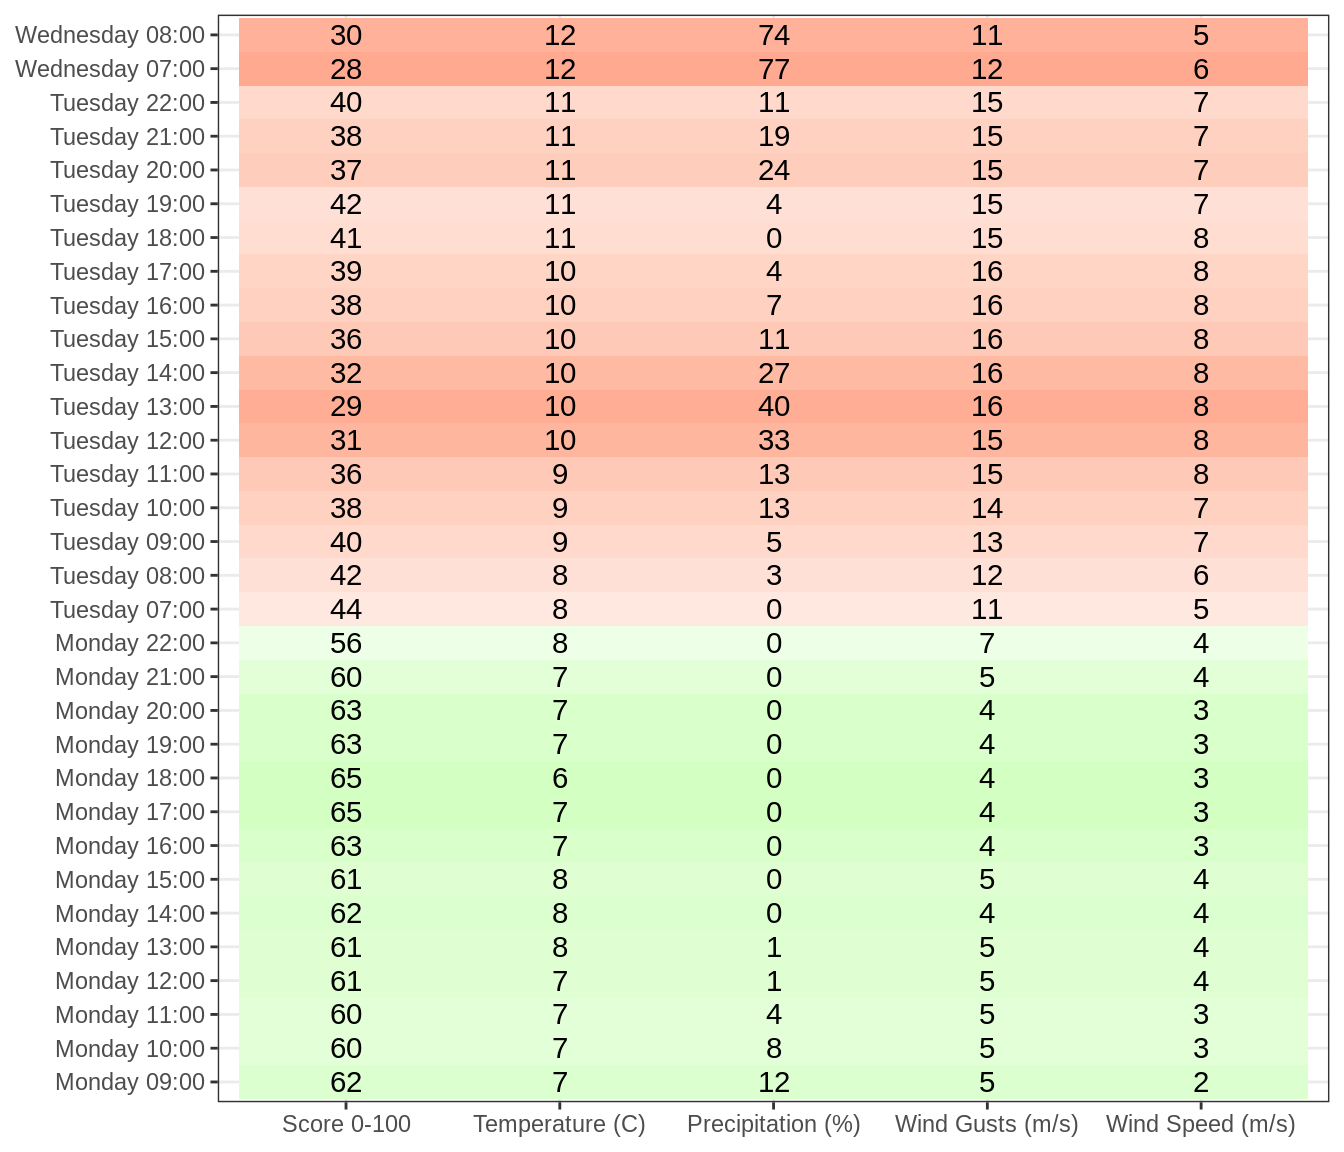 Wednesday 08:00 30 12 74 11 5
Wednesday 07:00 28 12 77 12 6
Tuesday 22:00 40 11 11 15 7
Tuesday 21:00 38 11 19 15 7
Tuesday 20:00 37 11 24 15 7
Tuesday 19:00 42 11 4 15 7
Tuesday 18:00 41 11 0 15 8
Tuesday 17:00 39 10 4 16 8
Tuesday 16:00 38 10 7 16 8
Tuesday 15:00 36 10 11 16 8
Tuesday 14:00 32 10 27 16 8
Tuesday 13:00 29 10 40 16 8
Tuesday 12:00 31 10 33 15 8
Tuesday 11:00 36 9 13 15 8
Tuesday 10:00 38 9 13 14 7
Tuesday 09:00 40 9 5 13 7
Tuesday 08:00 42 8 3 12 6
Tuesday 07:00 44 8 0 11 5
Monday 22:00 56 8 0 7 4
Monday 21:00 60 7 0 5 4
Monday 20:00 63 7 0 4 3
Monday 19:00 63 7 0 4 3
Monday 18:00 65 6 0 4 3
Monday 17:00 65 7 0 4 3
Monday 16:00 63 7 0 4 3
Monday 15:00 61 8 0 5 4
Monday 14:00 62 8 0 4 4
Monday 13:00 61 8 1 5 4
Monday 12:00 61 7 1 5 4
Monday 11:00 60 7 4 5 3
Monday 10:00 60 7 8 5 3
Monday 09:00 62 7 12 5 2
Score 0-100 Temperature (C) Precipitation (%) Wind Gusts (m/s) Wind Speed (m/s)